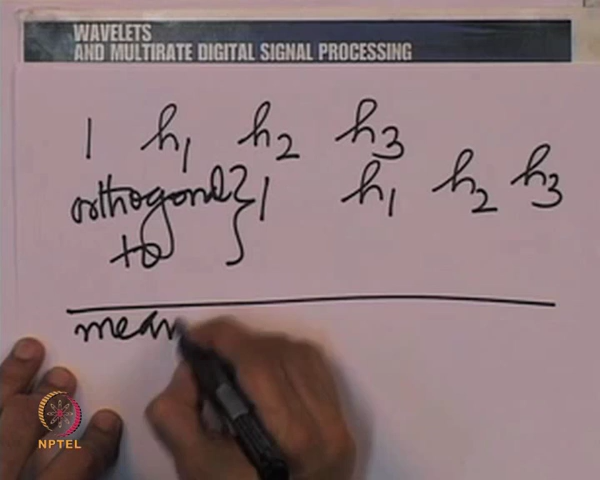 WAVELETS
AND MULTIRATE DIGITAL SIGNAL PROCESSING
1 h₁ h₂ h₃
orthogonal } 1 h₁ h₂ h₃
to
mean
NPTEL